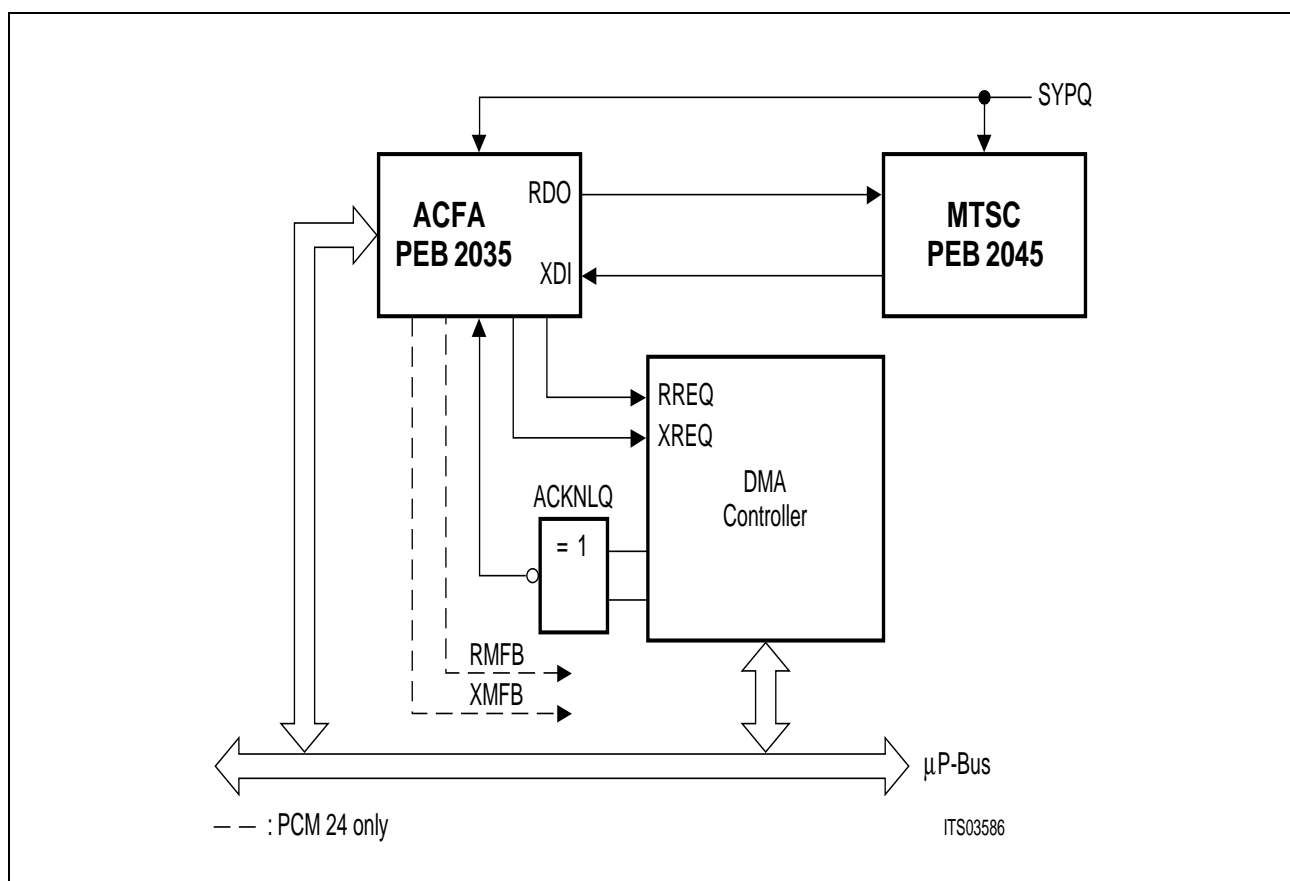 SYPQ
RDO
ACFA
PEB 2035
XDI
MTSC
PEB 2045
RREQ
XREQ
DMA
Controller
ACKNLQ
= 1
RMFB
XMFB
μP-Bus
— — : PCM 24 only
ITS03586